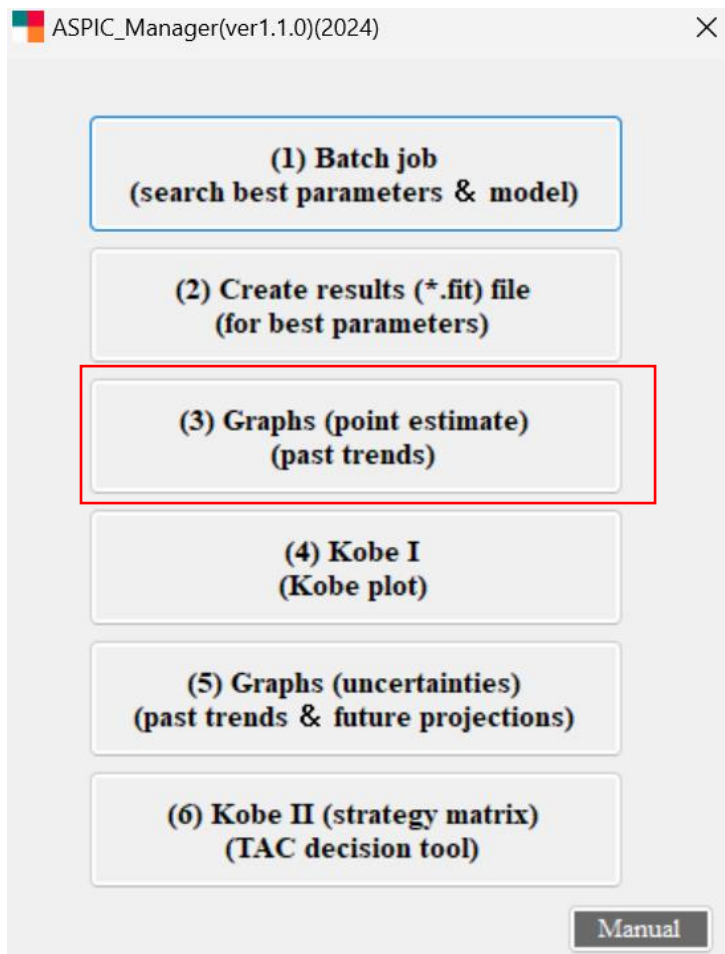 ASPIC_Manager(ver1.1.0)(2024)
(1) Batch job
(search best parameters & model)
(2) Create results (*.fit) file
(for best parameters)
(3) Graphs (point estimate)
(past trends)
(4) Kobe I
(Kobe plot)
(5) Graphs (uncertainties)
(past trends & future projections)
(6) Kobe II (strategy matrix)
(TAC decision tool)
Manual